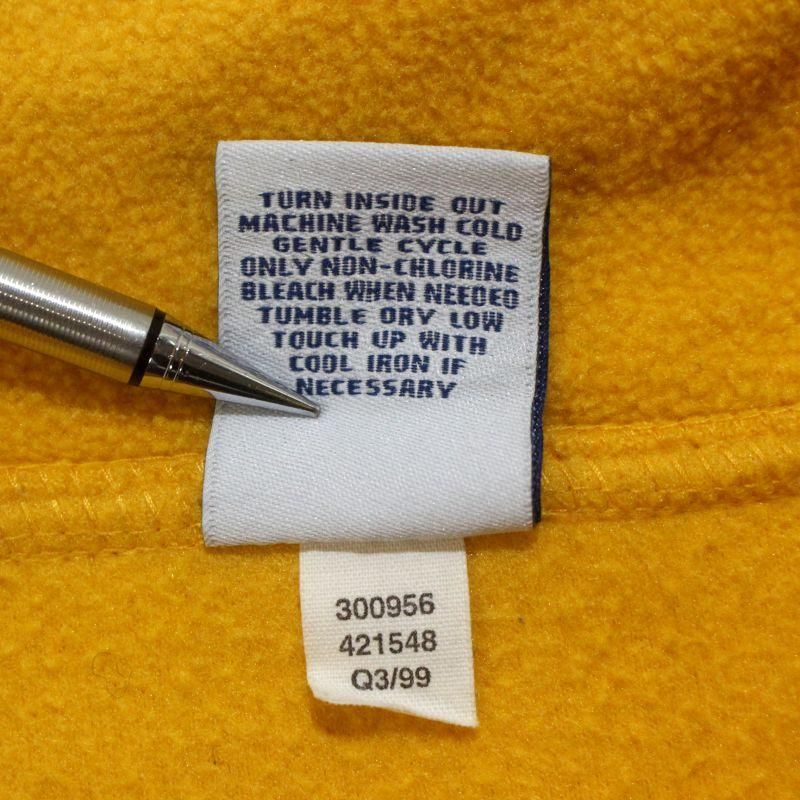 TURN INSIDE OUT
MACHINE WASH COLD
GENTLE CYCLE
ONLY NON-CHLORINE
BLEACH WHEN NEEDED
TUMBLE DRY LOW
TOUCH UP WITH
COOL IRON IF
NECESSARY
300956
421548
Q3/99